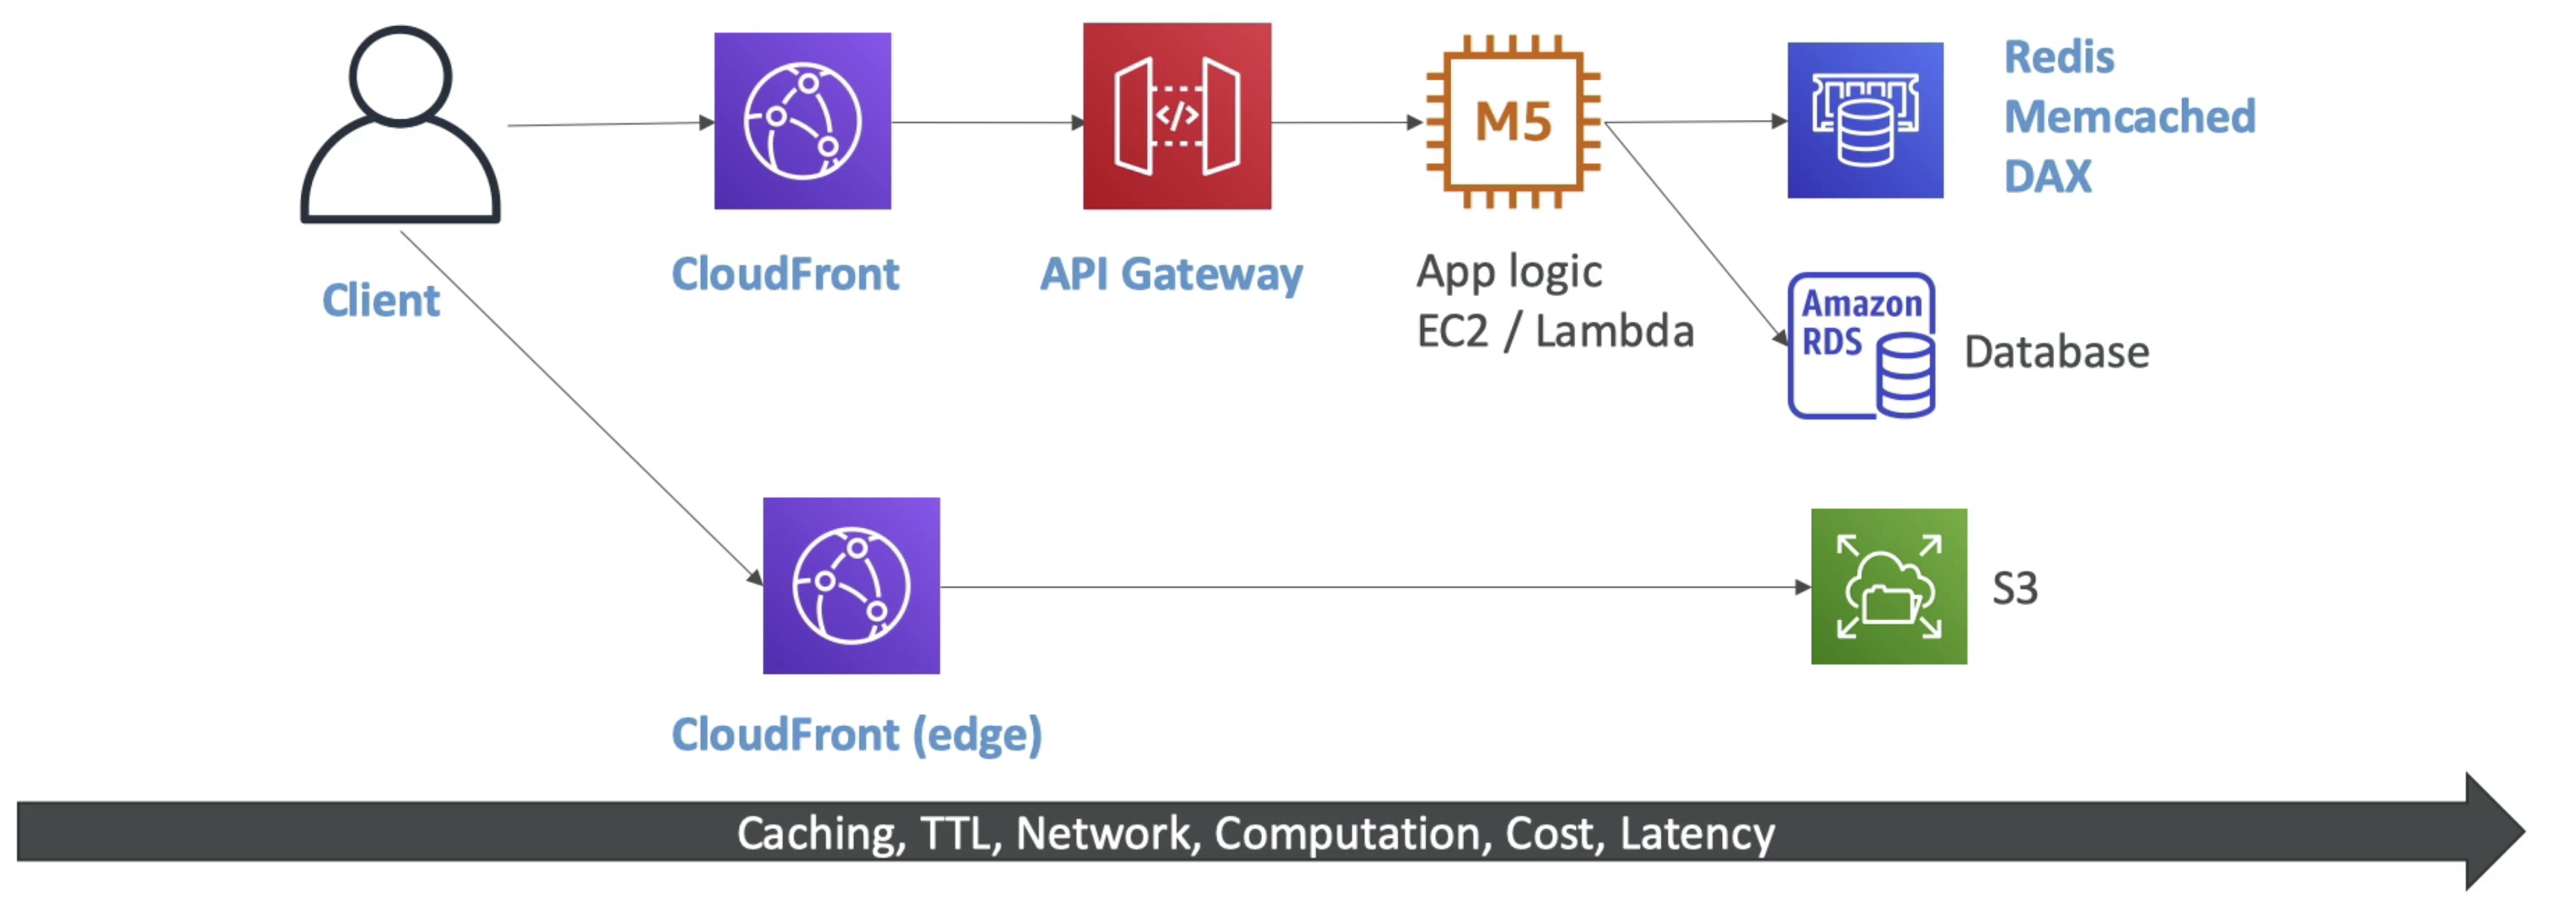 Client
CloudFront
API Gateway
</>
M5
App logic
EC2 / Lambda
Redis
Memcached
DAX
Amazon
RDS
Database
CloudFront (edge)
S3
Caching, TTL, Network, Computation, Cost, Latency